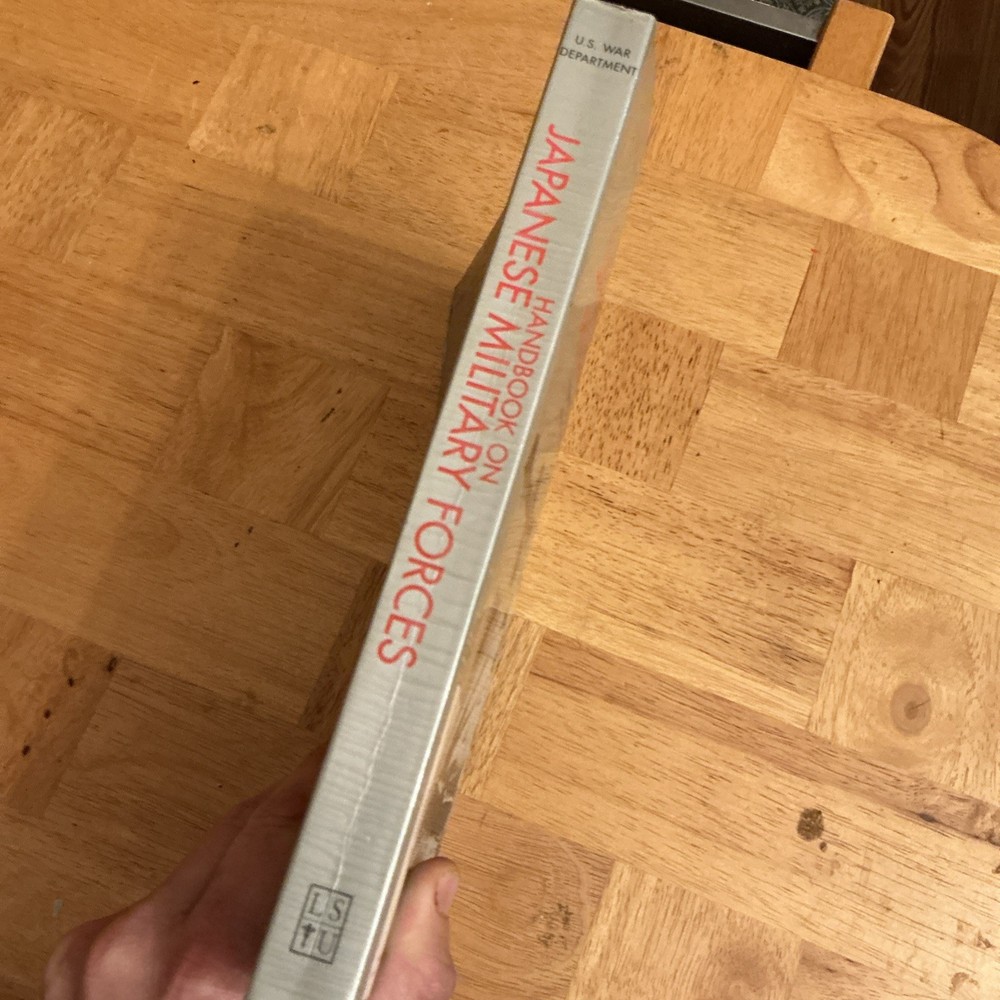 U.S. WAR
DEPARTMENT
HANDBOOK ON
JAPANESE MILITARY FORCES
LS
U